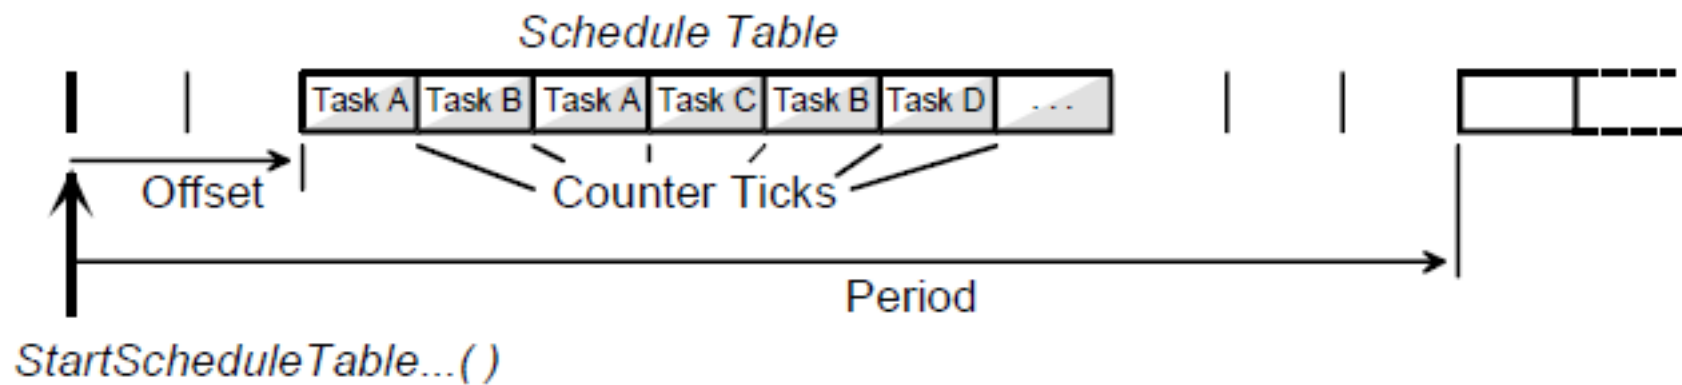 Schedule Table
Task A Task B Task A Task C Task B Task D ...
Offset
Counter Ticks
Period
StartScheduleTable...( )